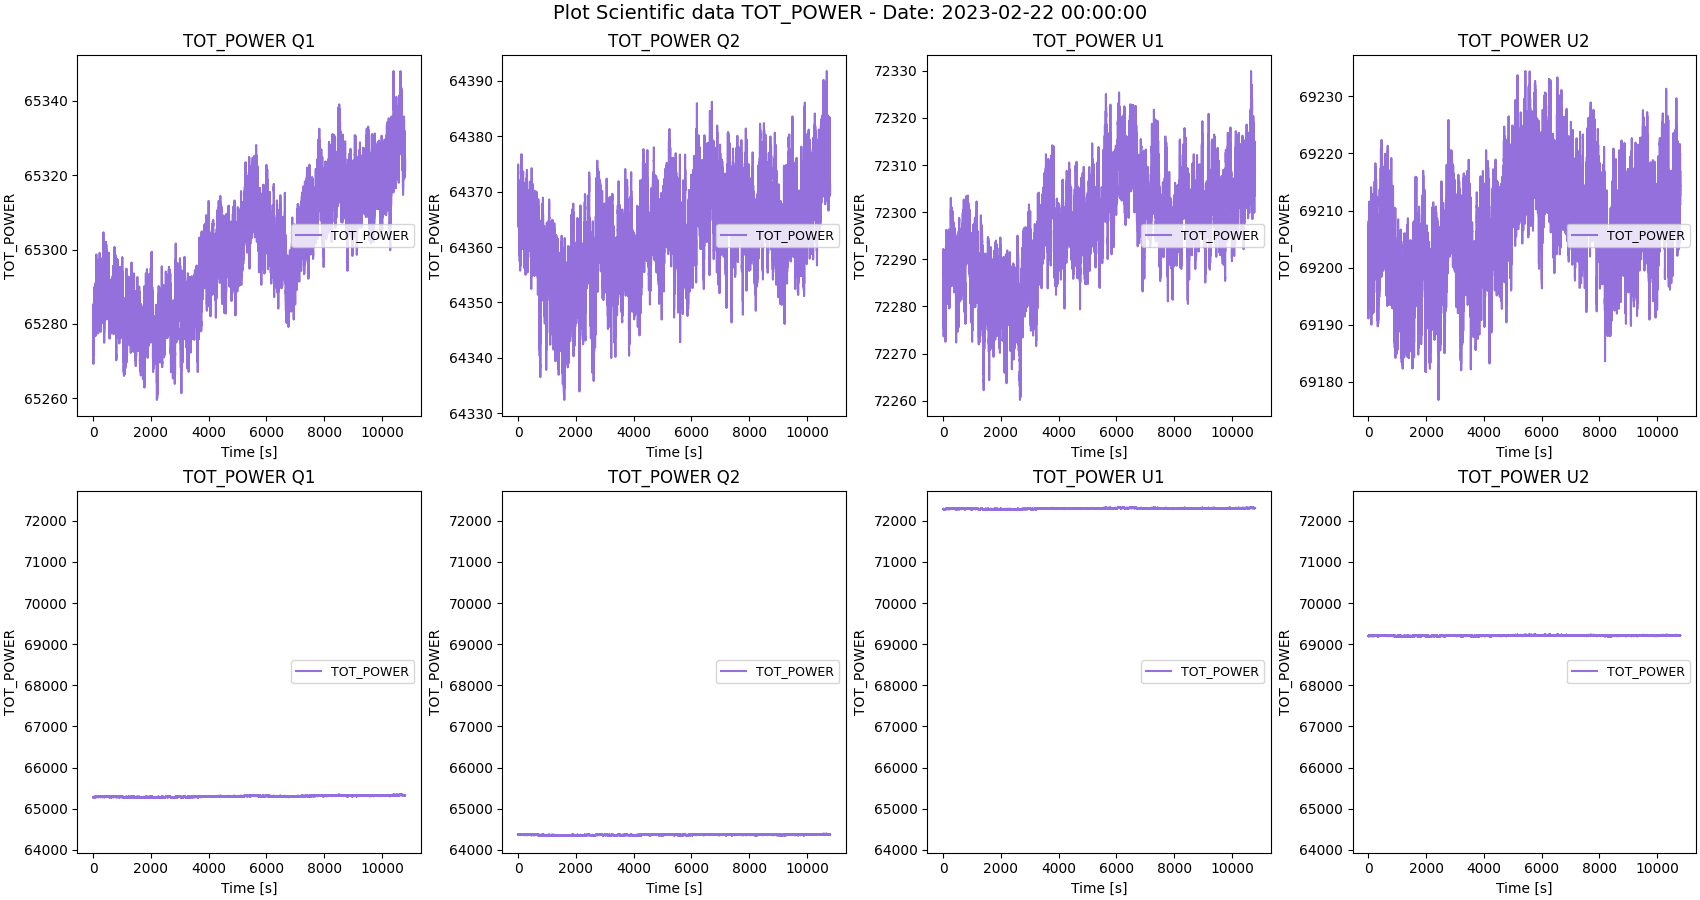 Plot Scientific data TOT_POWER - Date: 2023-02-22 00:00:00
TOT_POWER Q1
TOT_POWER
65340
65320
65300
65280
65260
0 2000 4000 6000 8000 10000
Time [s]
TOT_POWER
TOT_POWER Q2
TOT_POWER
64390
64380
64370
64360
64350
64340
64330
0 2000 4000 6000 8000 10000
Time [s]
TOT_POWER
TOT_POWER U1
TOT_POWER
72330
72320
72310
72300
72290
72280
72270
72260
0 2000 4000 6000 8000 10000
Time [s]
TOT_POWER
TOT_POWER U2
TOT_POWER
69230
69220
69210
69200
69190
69180
0 2000 4000 6000 8000 10000
Time [s]
TOT_POWER
TOT_POWER Q1
TOT_POWER
72000
71000
70000
69000
68000
67000
66000
65000
64000
0 2000 4000 6000 8000 10000
Time [s]
TOT_POWER
TOT_POWER Q2
TOT_POWER
72000
71000
70000
69000
68000
67000
66000
65000
64000
0 2000 4000 6000 8000 10000
Time [s]
TOT_POWER
TOT_POWER U1
TOT_POWER
72000
71000
70000
69000
68000
67000
66000
65000
64000
0 2000 4000 6000 8000 10000
Time [s]
TOT_POWER
TOT_POWER U2
TOT_POWER
72000
71000
70000
69000
68000
67000
66000
65000
64000
0 2000 4000 6000 8000 10000
Time [s]
TOT_POWER